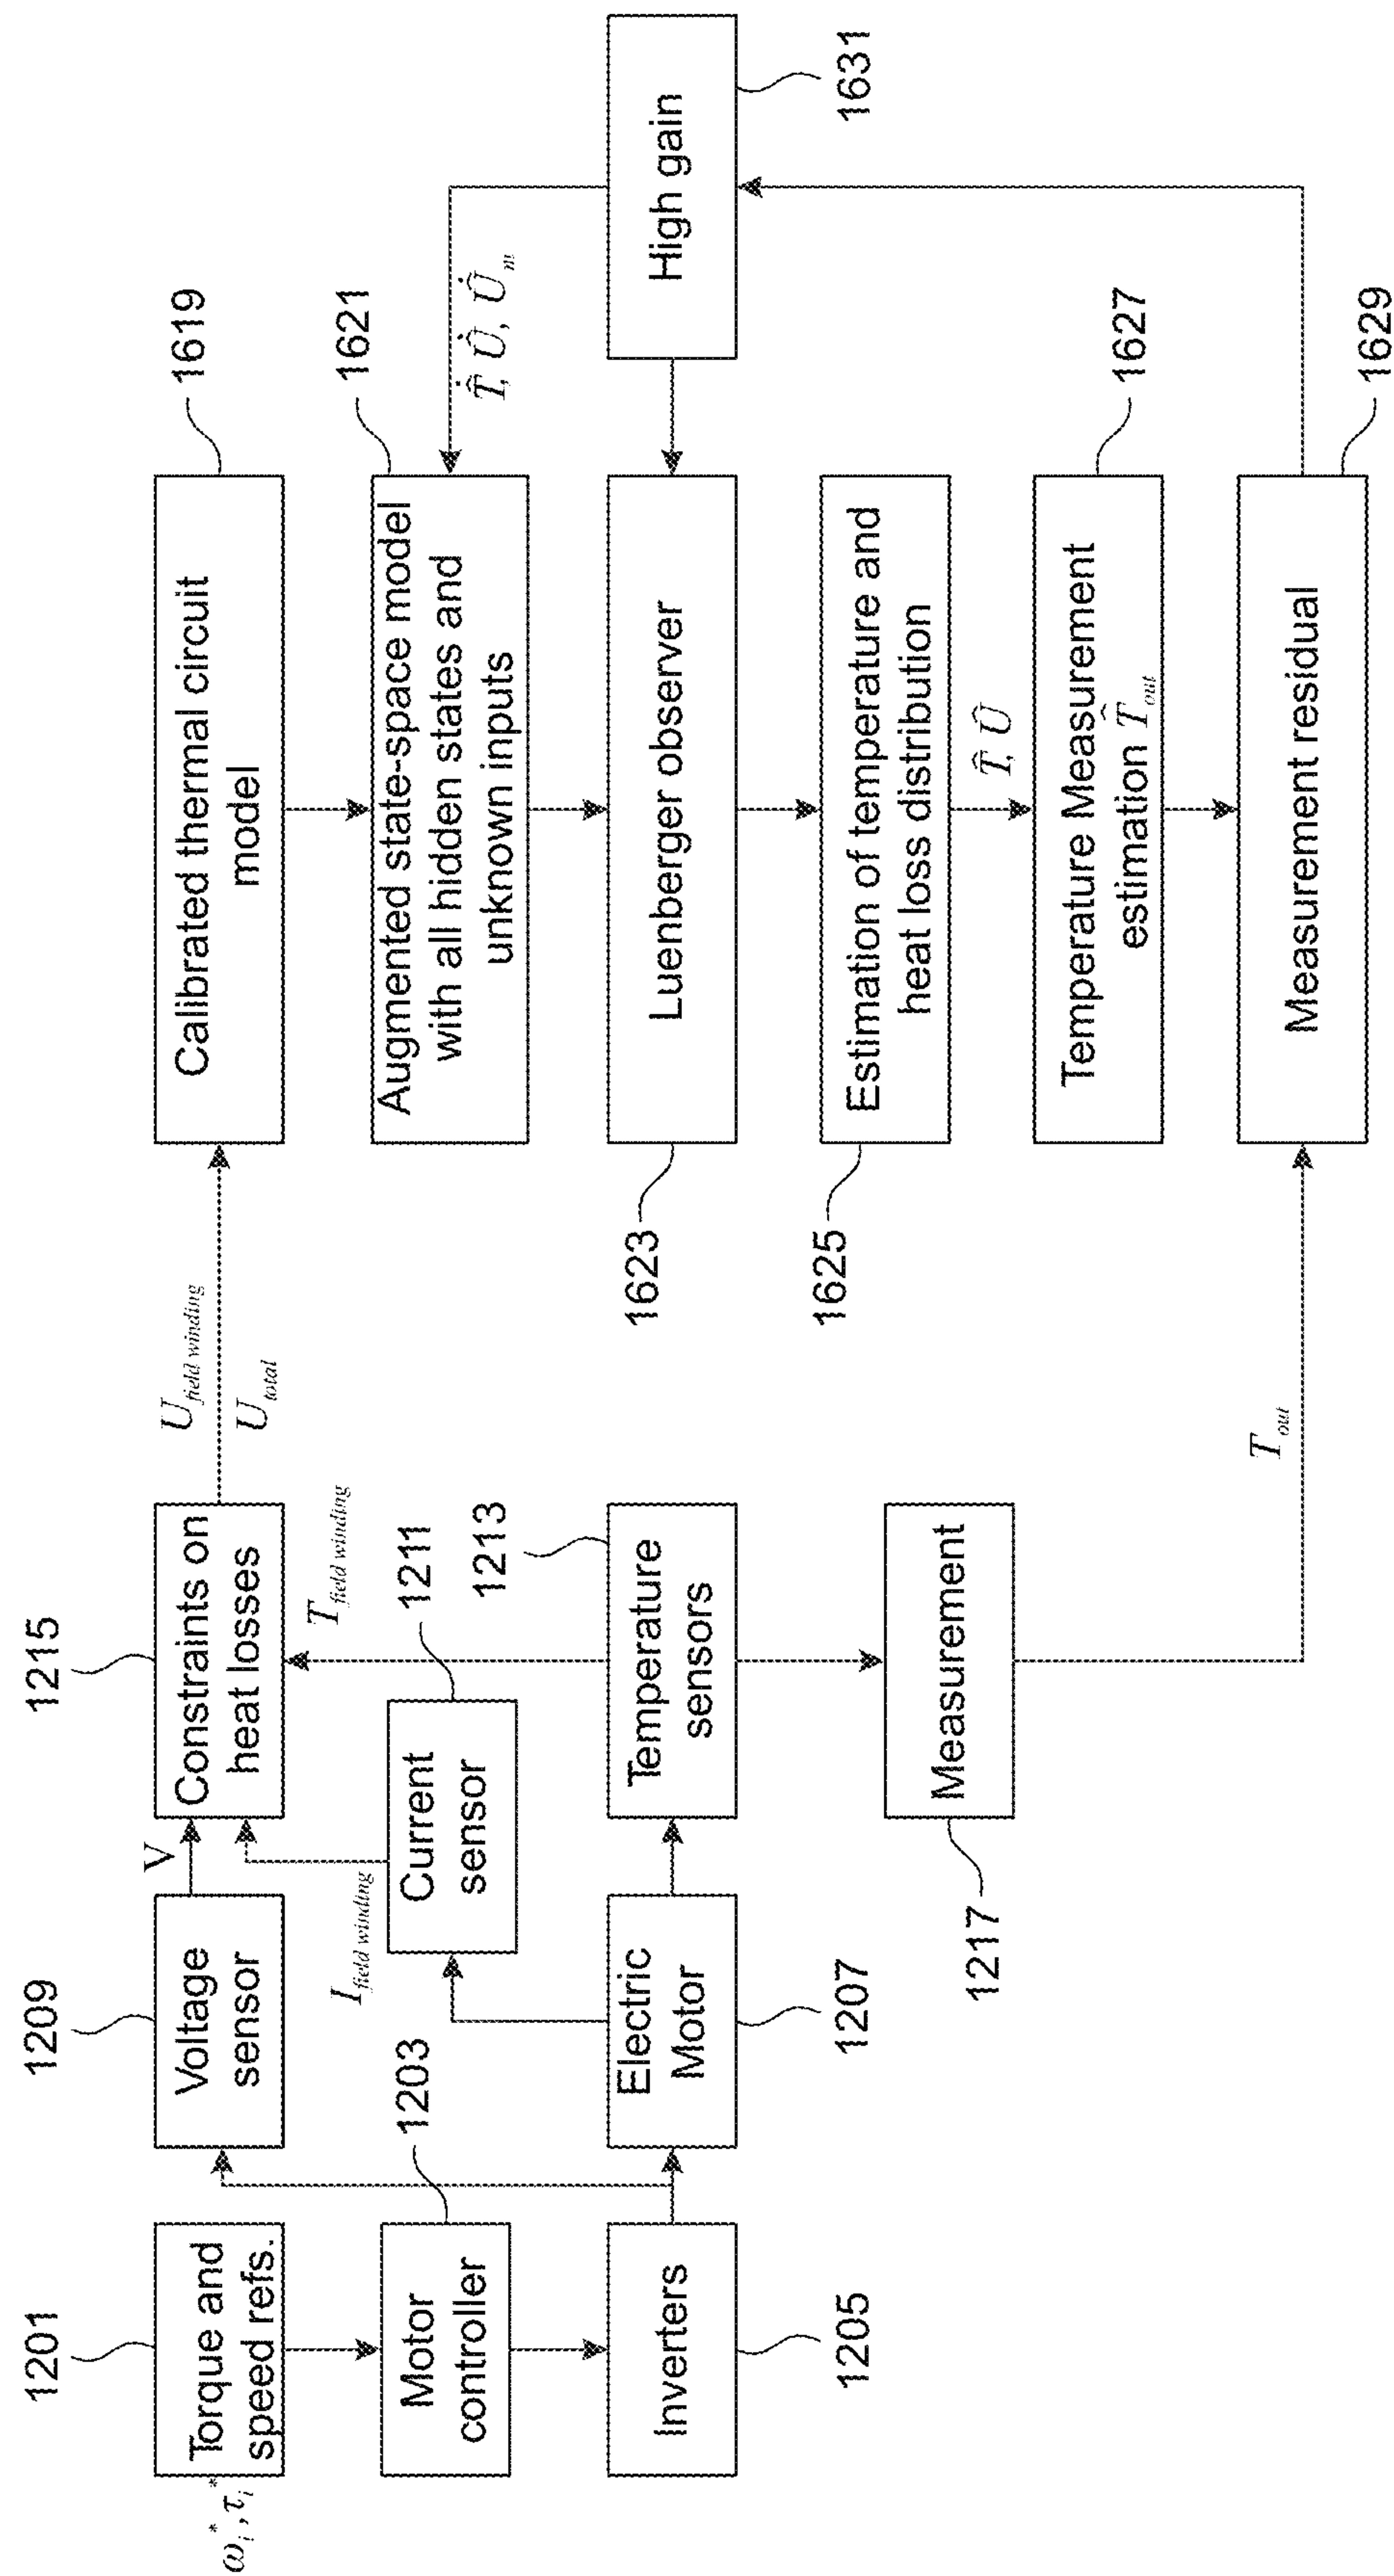 ω_i^*, τ_i^*
1201
Torque and
speed refs.
1203
Motor
controller
Inverters
1205
1209
Voltage
sensor
V
I_field winding
Electric
Motor
1207
1211
Current
sensor
1215
Constraints on
heat losses
T_field winding
1213
Temperature
sensors
Measurement
1217
U_field winding
U_total
T_out
1619
Calibrated thermal circuit
model
1621
Augmented state-space model
with all hidden states and
unknown inputs
Luenberger observer
1623
Estimation of temperature and
heat loss distribution
1625
T̂, Û
Temperature Measurement
estimation T̂_out
1627
Measurement residual
1629
High gain
1631
T̂̇, Û̇, Û̇_m